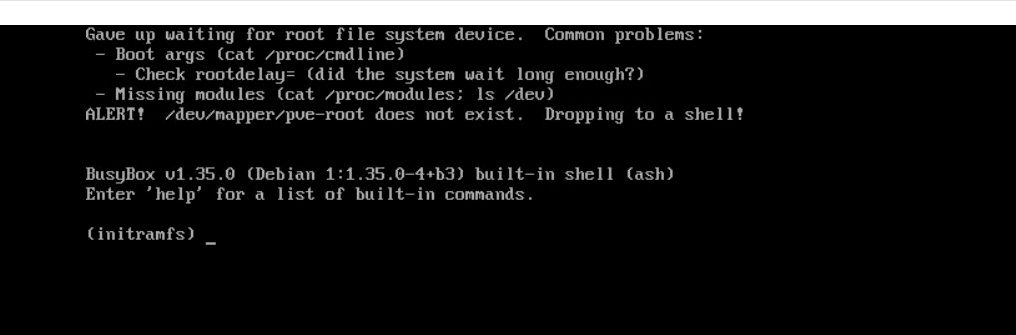 Gave up waiting for root file system device.  Common problems:
 - Boot args (cat /proc/cmdline)
   - Check rootdelay= (did the system wait long enough?)
 - Missing modules (cat /proc/modules; ls /dev)
ALERT!  /dev/mapper/pve-root does not exist.  Dropping to a shell!
BusyBox v1.35.0 (Debian 1:1.35.0-4+b3) built-in shell (ash)
Enter 'help' for a list of built-in commands.
(initramfs) _